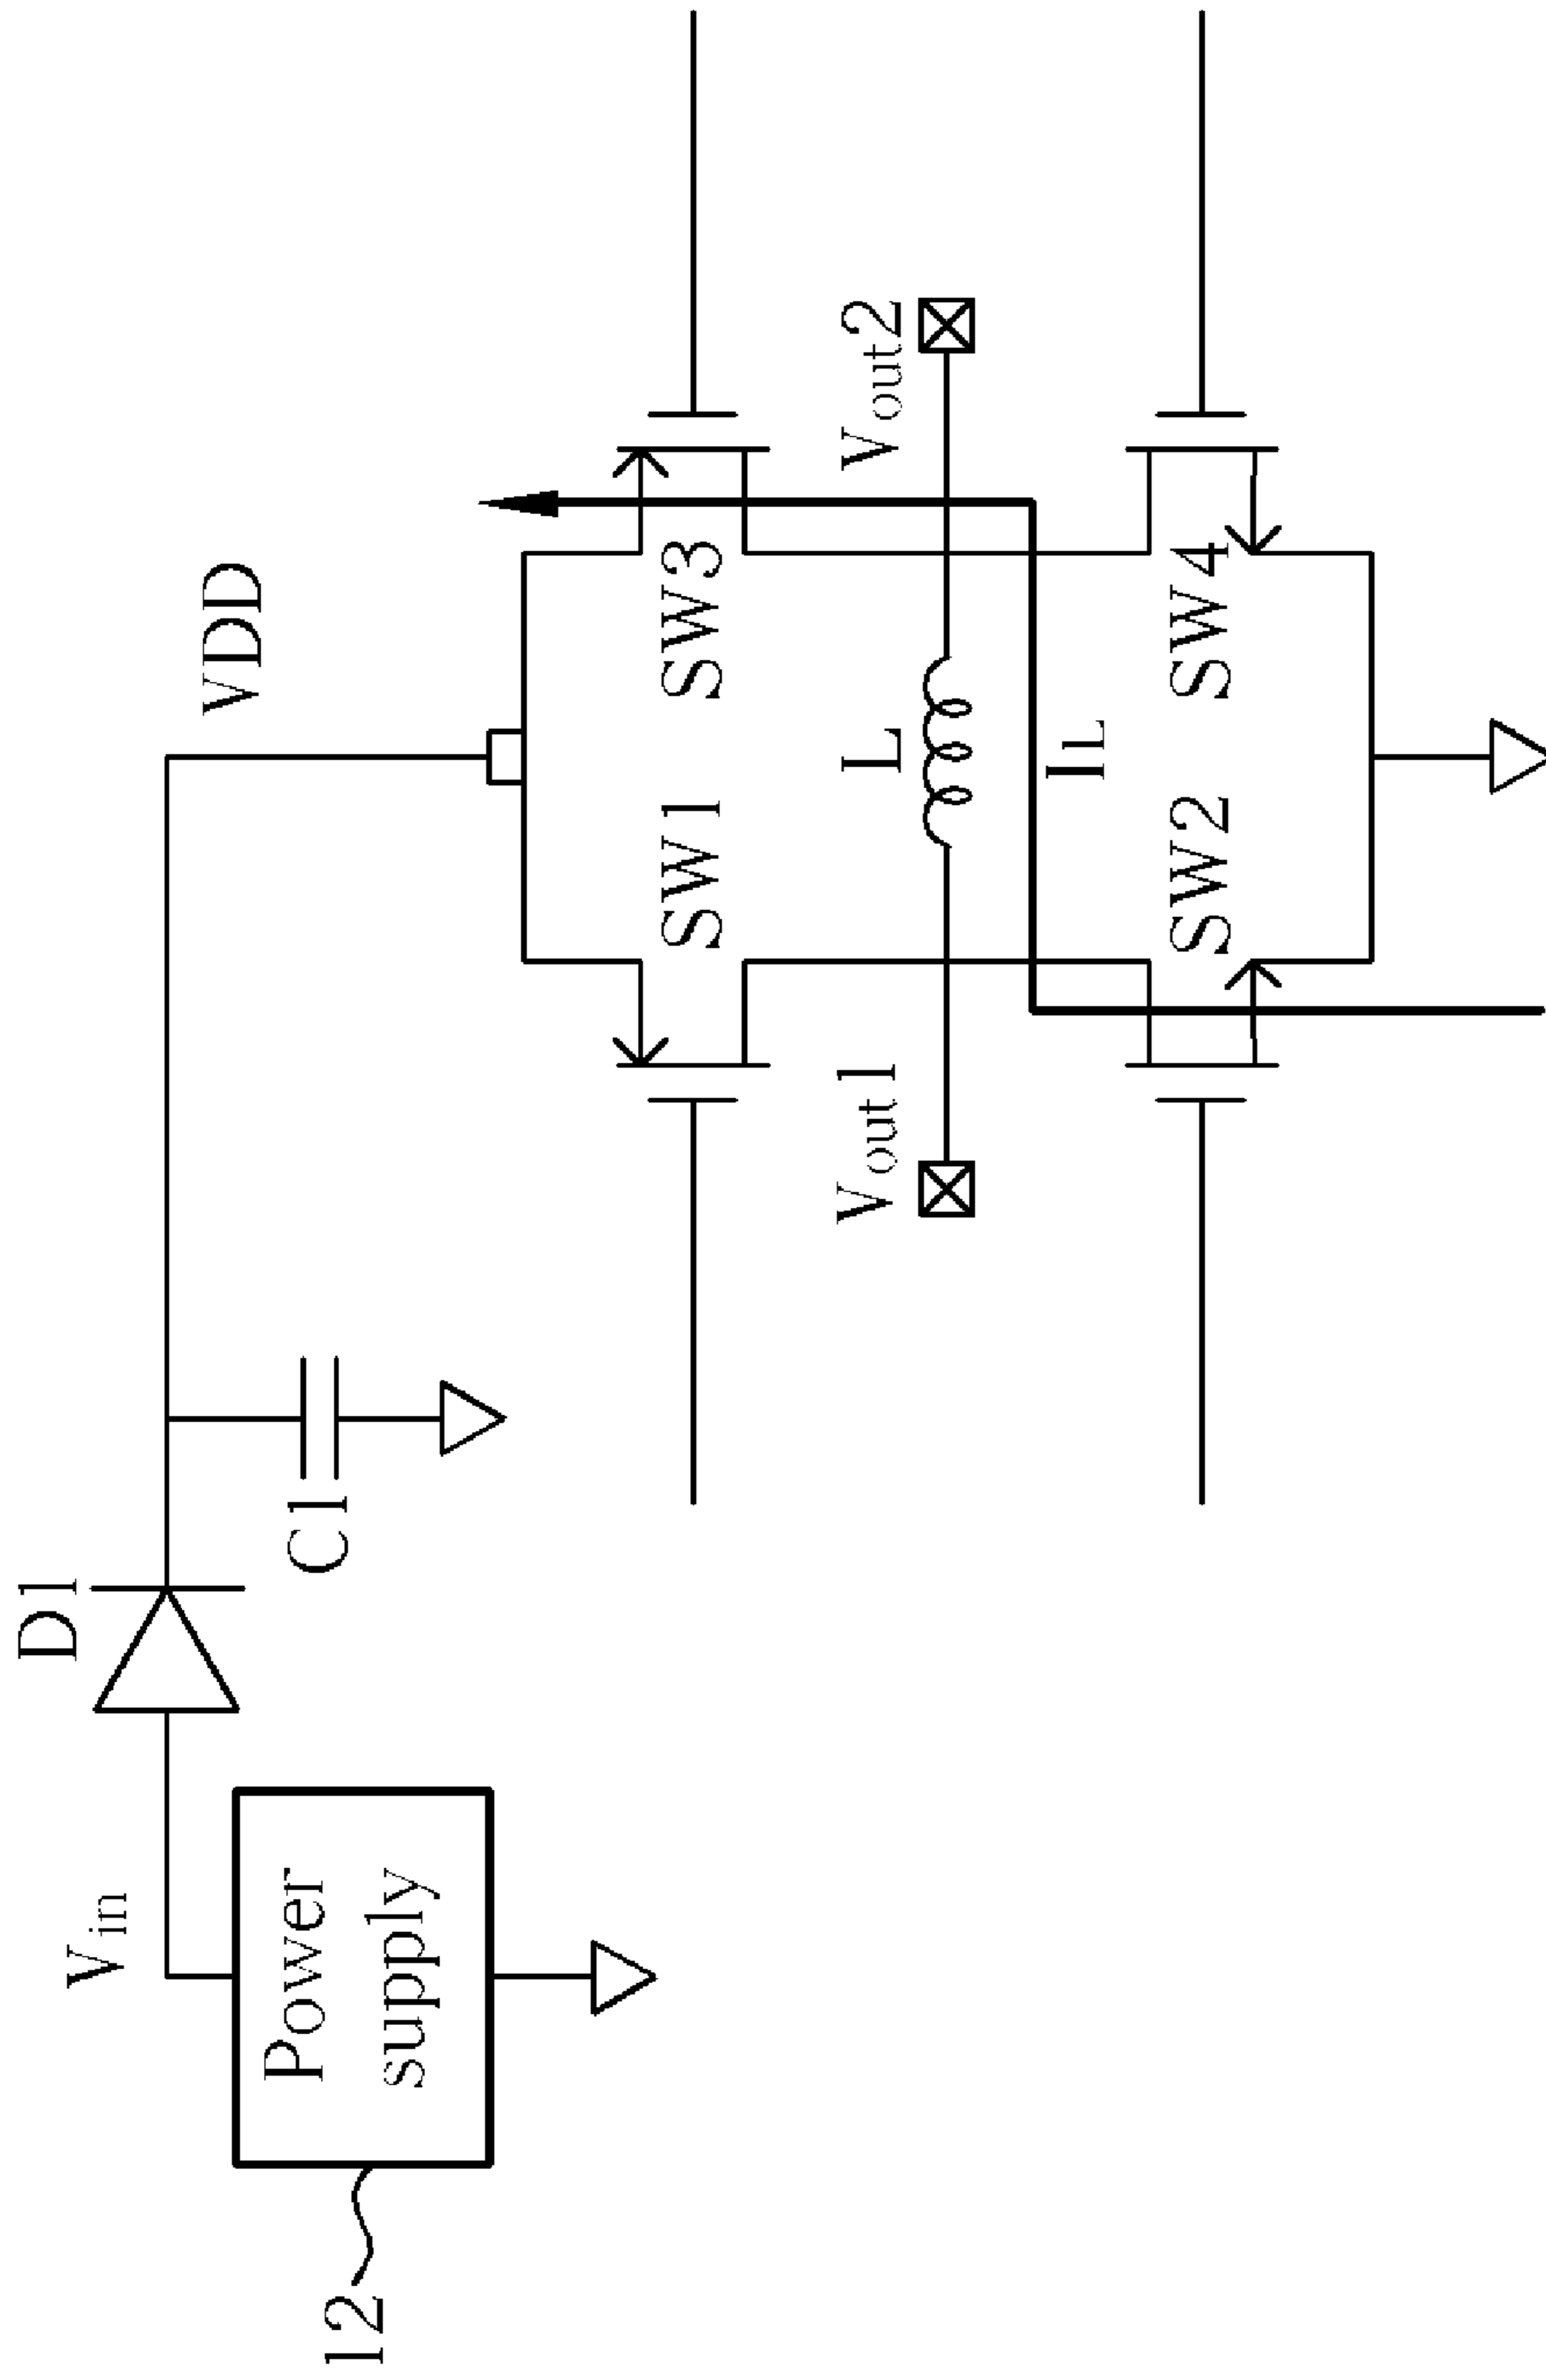 Vin
D1
Power
supply
12
C1
VDD
SW1
SW3
Vout1
L
Vout2
IL
SW2
SW4